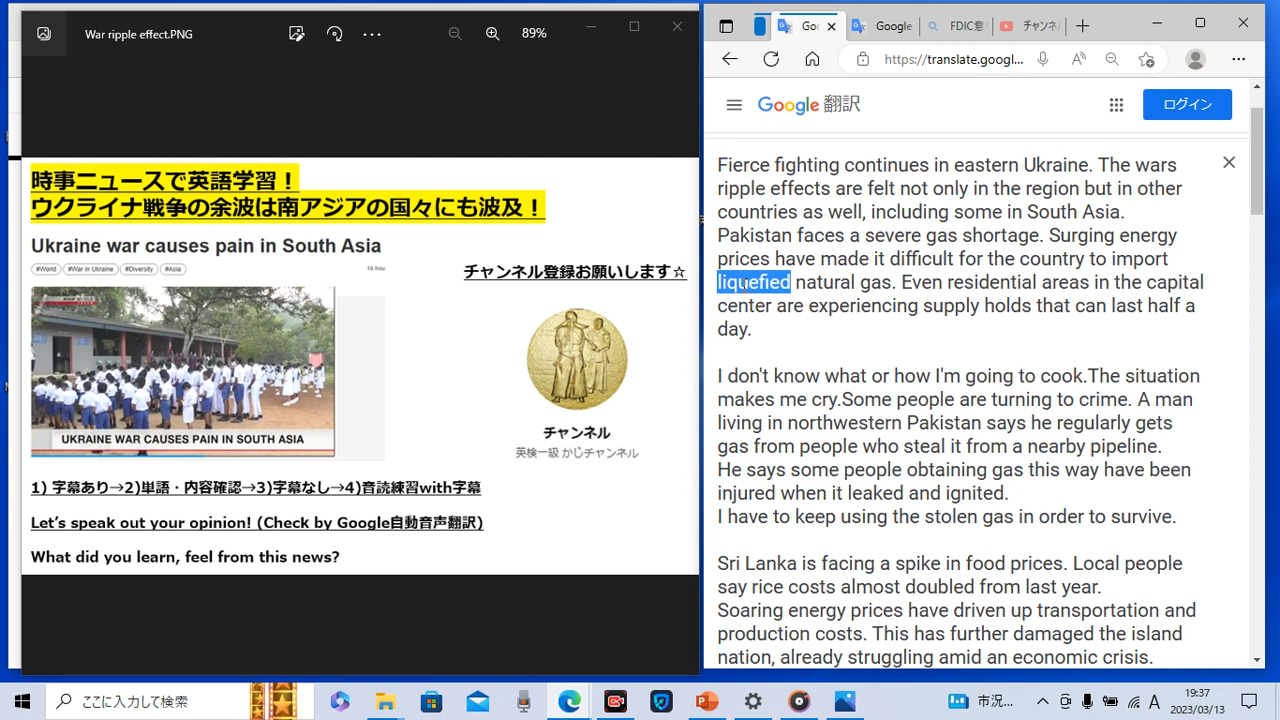 War ripple effect.PNG
89%
時事ニュースで英語学習！
ウクライナ戦争の余波は南アジアの国々にも波及！
Ukraine war causes pain in South Asia
#World #War in Ukraine #Diversity #Asia
16 hou
チャンネル登録お願いします☆
UKRAINE WAR CAUSES PAIN IN SOUTH ASIA
チャンネル
英検一級 かじチャンネル
1) 字幕あり→2)単語・内容確認→3)字幕なし→4)音読練習with字幕
Let's speak out your opinion! (Check by Google自動音声翻訳)
What did you learn, feel from this news?
Goo
Google
FDIC意
チャンネル
https://translate.googl...
Google 翻訳
ログイン
Fierce fighting continues in eastern Ukraine. The wars
ripple effects are felt not only in the region but in other
countries as well, including some in South Asia.
Pakistan faces a severe gas shortage. Surging energy
prices have made it difficult for the country to import
liquefied natural gas. Even residential areas in the capital
center are experiencing supply holds that can last half a
day.
I don't know what or how I'm going to cook.The situation
makes me cry.Some people are turning to crime. A man
living in northwestern Pakistan says he regularly gets
gas from people who steal it from a nearby pipeline.
He says some people obtaining gas this way have been
injured when it leaked and ignited.
I have to keep using the stolen gas in order to survive.
Sri Lanka is facing a spike in food prices. Local people
say rice costs almost doubled from last year.
Soaring energy prices have driven up transportation and
production costs. This has further damaged the island
nation, already struggling amid an economic crisis.
ここに入力して検索
市況...
A
19:37
2023/03/13